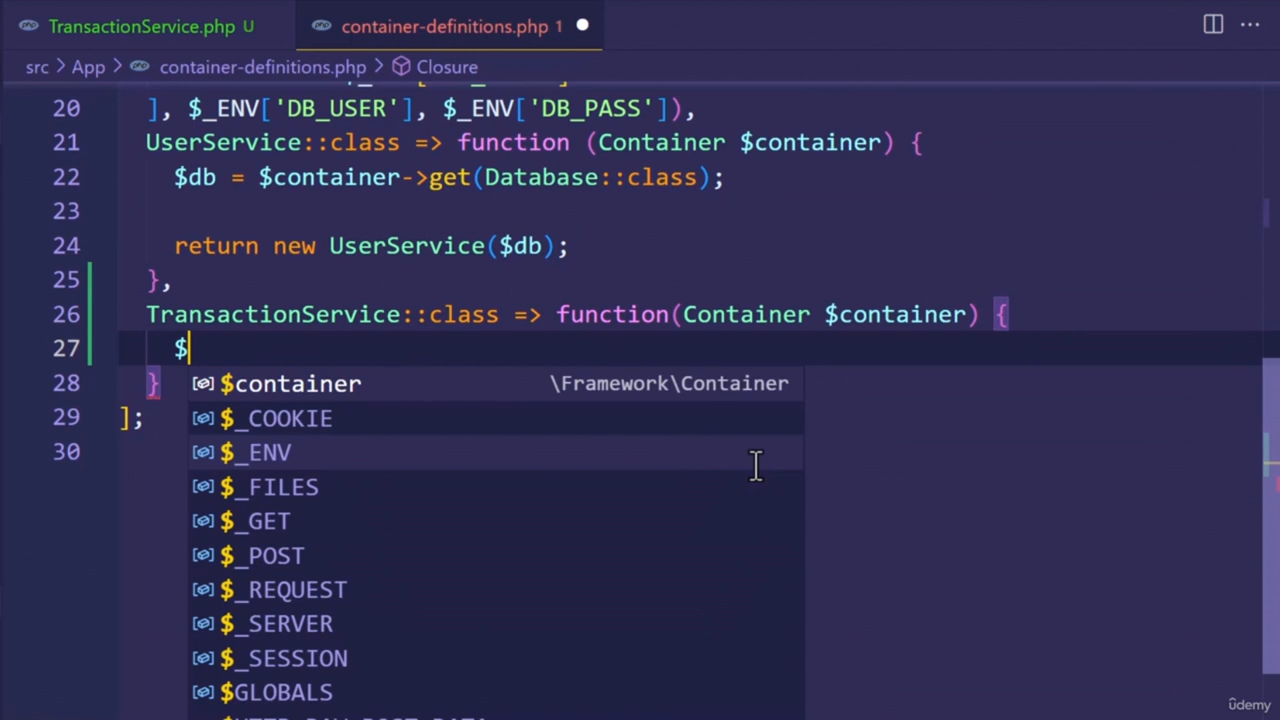 TransactionService.php U
container-definitions.php 1
src > App > container-definitions.php > Closure
20 ], $_ENV['DB_USER'], $_ENV['DB_PASS']),
21 UserService::class => function (Container $container) {
22 $db = $container->get(Database::class);
23
24 return new UserService($db);
25 },
26 TransactionService::class => function(Container $container) {
27 $
28 }
$container \Framework\Container
29 ];
$_COOKIE
30
$_ENV
$_FILES
$_GET
$_POST
$_REQUEST
$_SERVER
$_SESSION
$GLOBALS
ûdemy